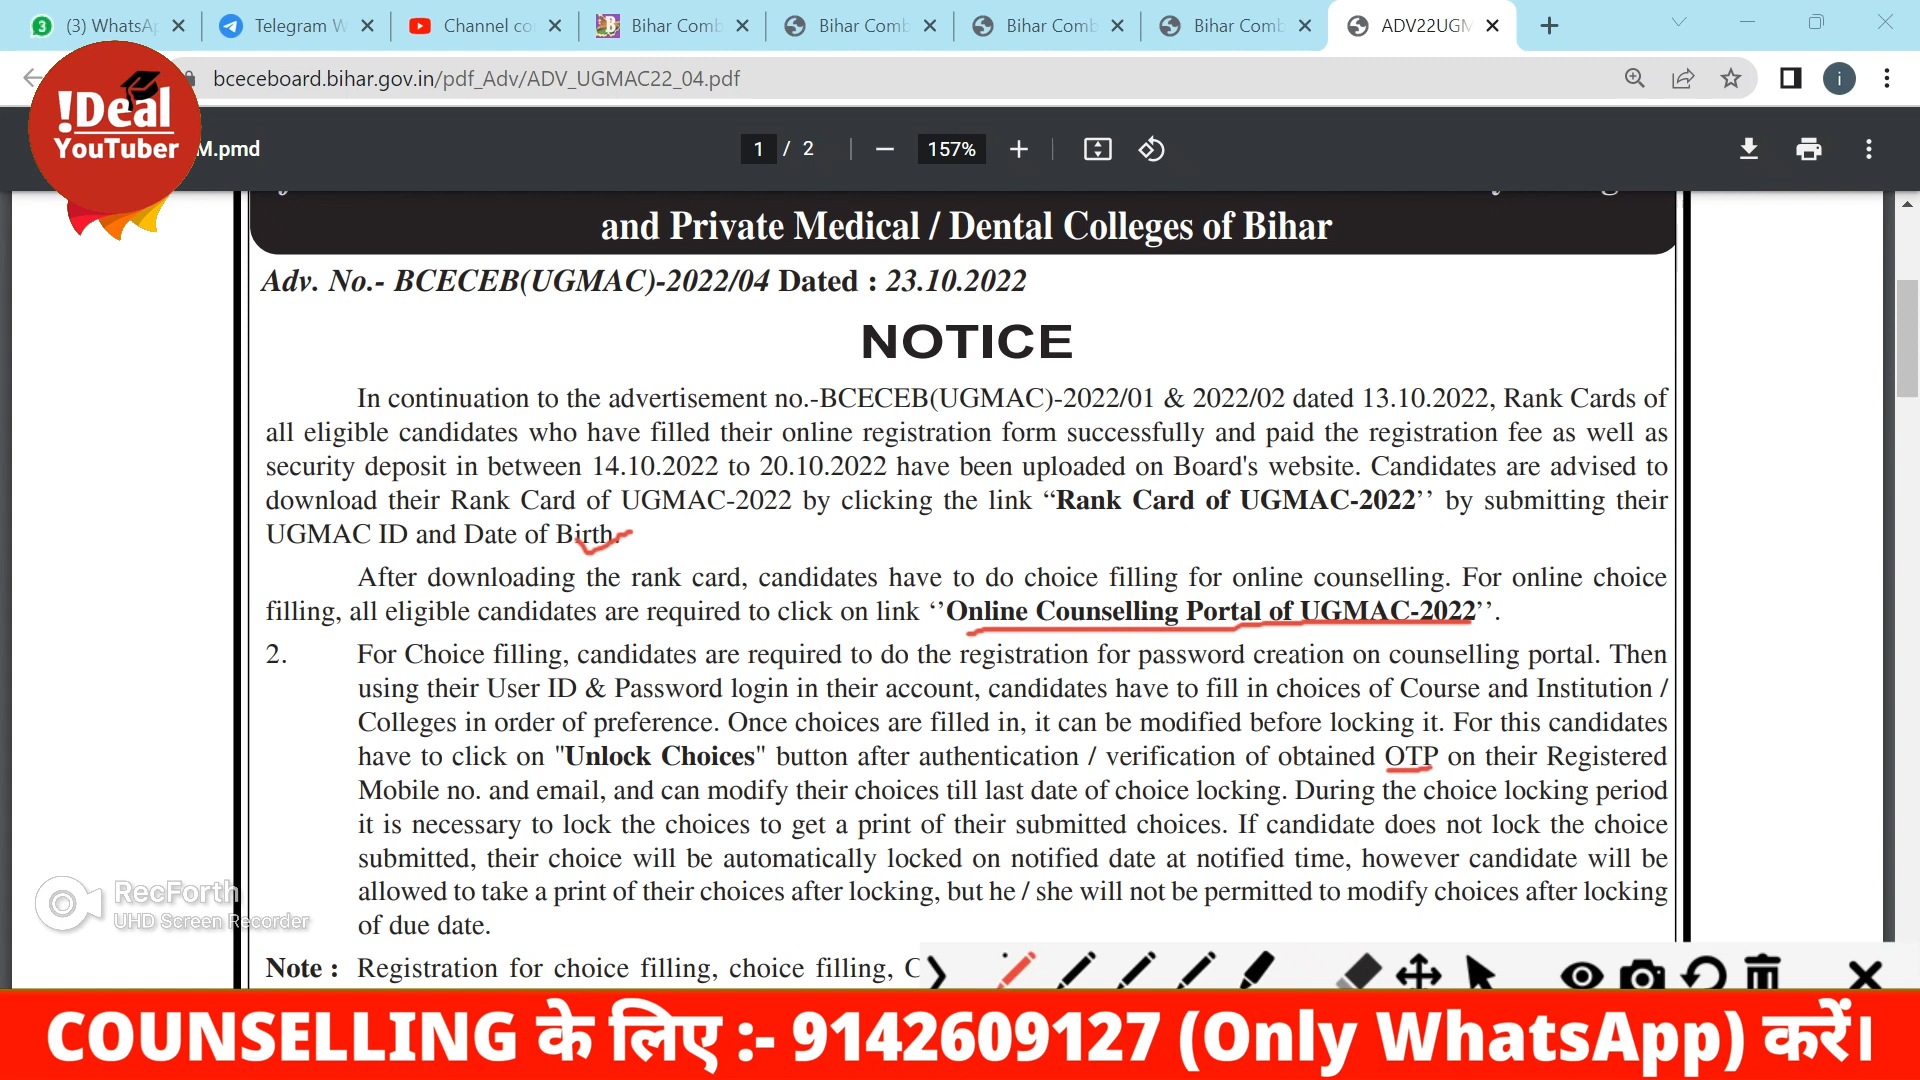 (3) WhatsAp
Telegram W
Channel co
Bihar Comb
Bihar Comb
Bihar Comb
Bihar Comb
ADV22UGM
bceceboard.bihar.gov.in/pdf_Adv/ADV_UGMAC22_04.pdf
i
!Deal
YouTuber
M.pmd
1 / 2
157%
and Private Medical / Dental Colleges of Bihar
Adv. No.- BCECEB(UGMAC)-2022/04 Dated : 23.10.2022
NOTICE
In continuation to the advertisement no.-BCECEB(UGMAC)-2022/01 & 2022/02 dated 13.10.2022, Rank Cards of
all eligible candidates who have filled their online registration form successfully and paid the registration fee as well as
security deposit in between 14.10.2022 to 20.10.2022 have been uploaded on Board's website. Candidates are advised to
download their Rank Card of UGMAC-2022 by clicking the link “Rank Card of UGMAC-2022’’ by submitting their
UGMAC ID and Date of Birth.
After downloading the rank card, candidates have to do choice filling for online counselling. For online choice
filling, all eligible candidates are required to click on link ‘’Online Counselling Portal of UGMAC-2022’’.
2. For Choice filling, candidates are required to do the registration for password creation on counselling portal. Then
using their User ID & Password login in their account, candidates have to fill in choices of Course and Institution /
Colleges in order of preference. Once choices are filled in, it can be modified before locking it. For this candidates
have to click on "Unlock Choices" button after authentication / verification of obtained OTP on their Registered
Mobile no. and email, and can modify their choices till last date of choice locking. During the choice locking period
it is necessary to lock the choices to get a print of their submitted choices. If candidate does not lock the choice
submitted, their choice will be automatically locked on notified date at notified time, however candidate will be
allowed to take a print of their choices after locking, but he / she will not be permitted to modify choices after locking
of due date.
RecForth
UHD Screen Recorder
Note : Registration for choice filling, choice filling, C
COUNSELLING के लिए :- 9142609127 (Only WhatsApp) करें।